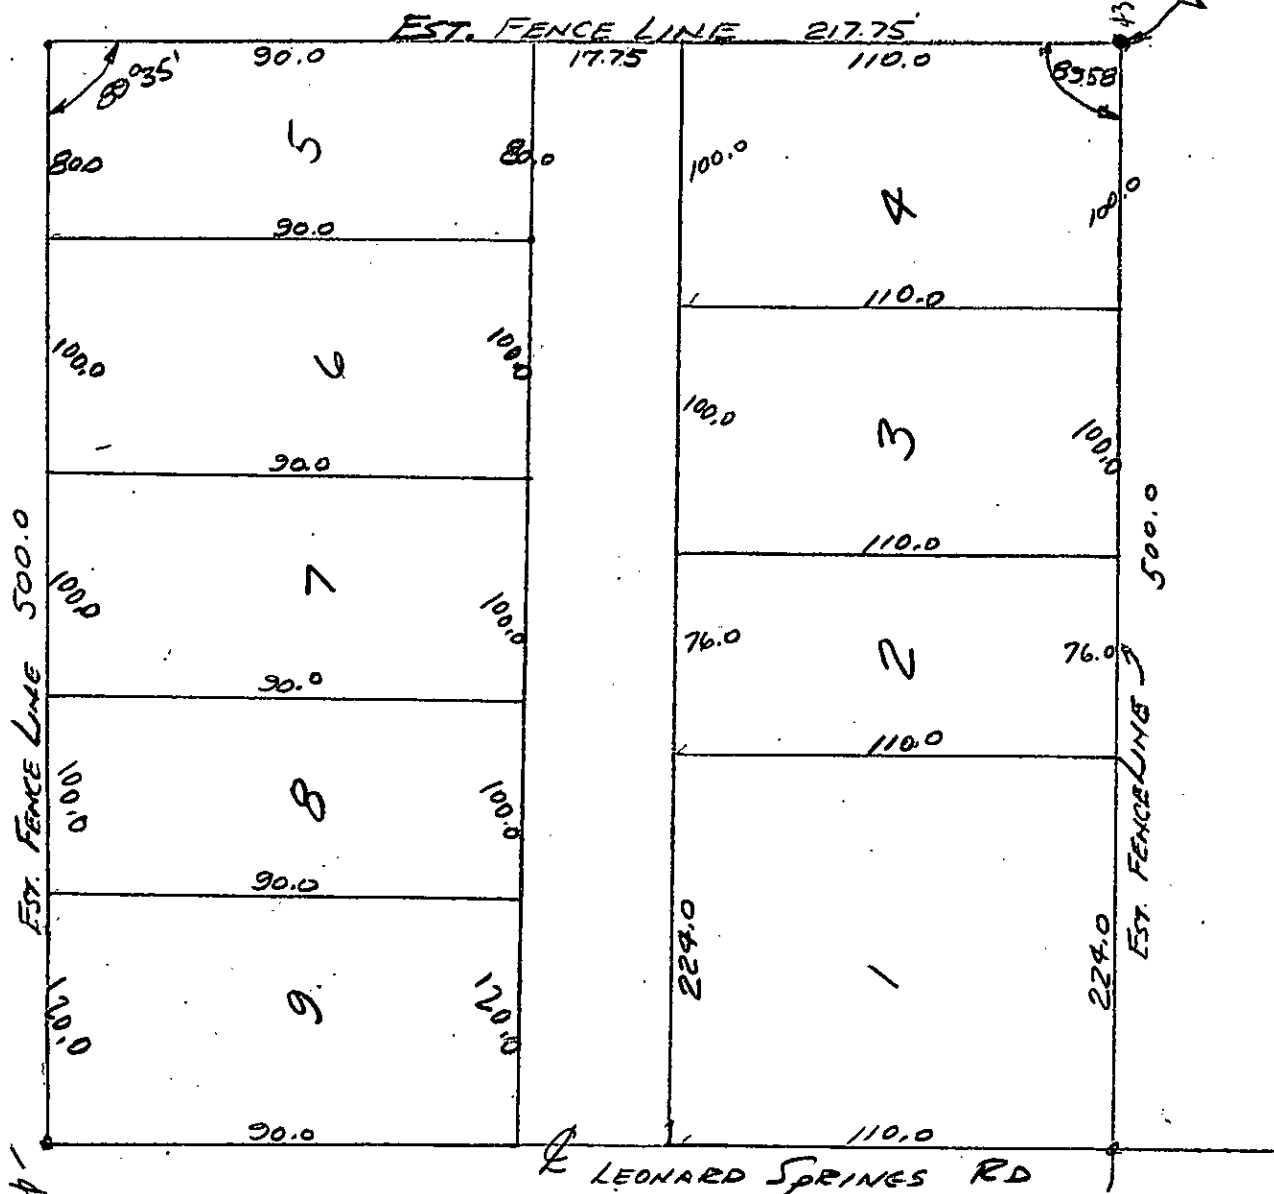 EST. FENCE LINE 217.75'
90.0 17.75 110.0
89°35' 89.58
5
80.0 80.0
100.0 4 100.0
90.0
110.0
100.0 6 100.0
100.0 3 100.0
90.0
110.0
EST. FENCE LINE 500.0
100.0 7 100.0
76.0 2 76.0
EST. FENCE LINE 500.0
90.0
110.0
100.0 8 100.0
90.0
224.0 1 224.0
120.0 9 120.0
90.0 110.0
℄ LEONARD SPRINGS RD